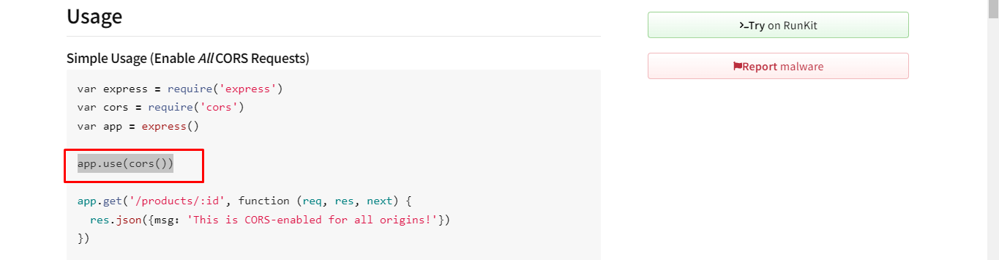 Usage
Simple Usage (Enable All CORS Requests)
var express = require('express')
var cors = require('cors')
var app = express()
app.use(cors())
app.get('/products/:id', function (req, res, next) {
  res.json({msg: 'This is CORS-enabled for all origins!'})
})
Try on RunKit
Report malware